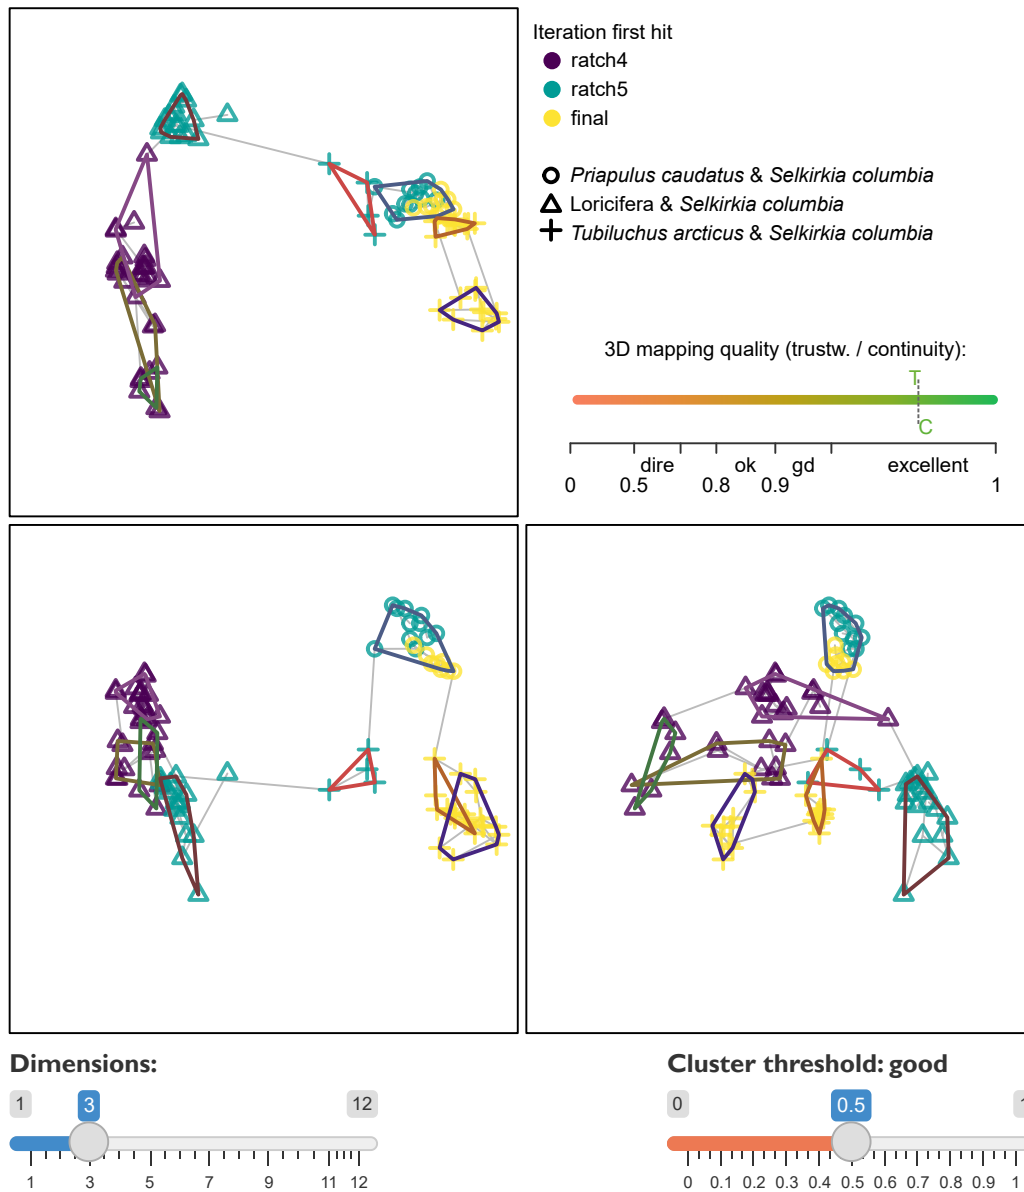 Iteration first hit
ratch4
ratch5
final
Priapulus caudatus & Selkirkia columbia
Loricifera & Selkirkia columbia
Tubiluchus arcticus & Selkirkia columbia
3D mapping quality (trustw. / continuity):
T
C
dire ok gd excellent
0 0.5 0.8 0.9 1
Dimensions:
1 3 12
1 3 5 7 9 11 12
Cluster threshold: good
0 0.5 1
0 0.1 0.2 0.3 0.4 0.5 0.6 0.7 0.8 0.9 1